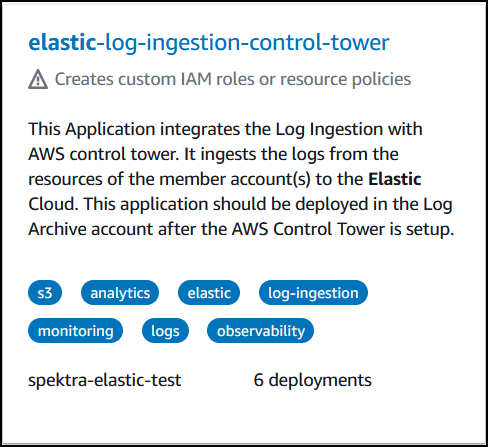 elastic-log-ingestion-control-tower
Creates custom IAM roles or resource policies
This Application integrates the Log Ingestion with
AWS control tower. It ingests the logs from the
resources of the member account(s) to the Elastic
Cloud. This application should be deployed in the Log
Archive account after the AWS Control Tower is setup.
s3 analytics elastic log-ingestion
monitoring logs observability
spektra-elastic-test 6 deployments